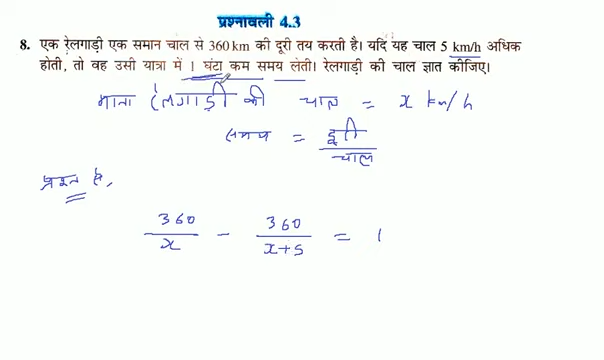 प्रश्नावली 4.3
8. एक रेलगाड़ी एक समान चाल से 360 km की दूरी तय करती है। यदि यह चाल 5 km/h अधिक
होती, तो वह उसी यात्रा में 1 घंटा कम समय लेती। रेलगाड़ी की चाल ज्ञात कीजिए।
माना रेलगाड़ी की चाल = x km/h
समय = दूरी/चाल
प्रश्न से,
360/x - 360/x+5 = 1